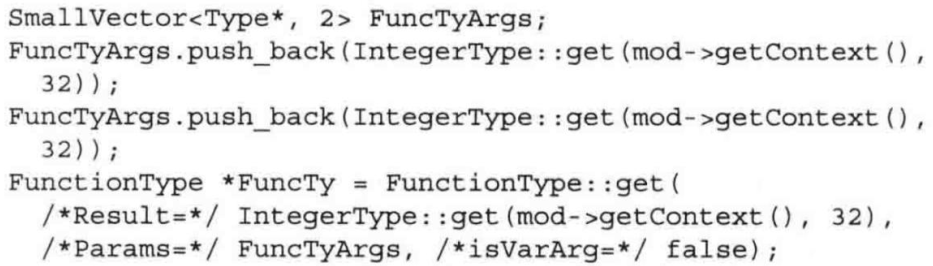 SmallVector<Type*, 2> FuncTyArgs;
FuncTyArgs.push_back(IntegerType::get(mod->getContext(),
  32));
FuncTyArgs.push_back(IntegerType::get(mod->getContext(),
  32));
FunctionType *FuncTy = FunctionType::get(
  /*Result=*/ IntegerType::get(mod->getContext(), 32),
  /*Params=*/ FuncTyArgs, /*isVarArg=*/ false);